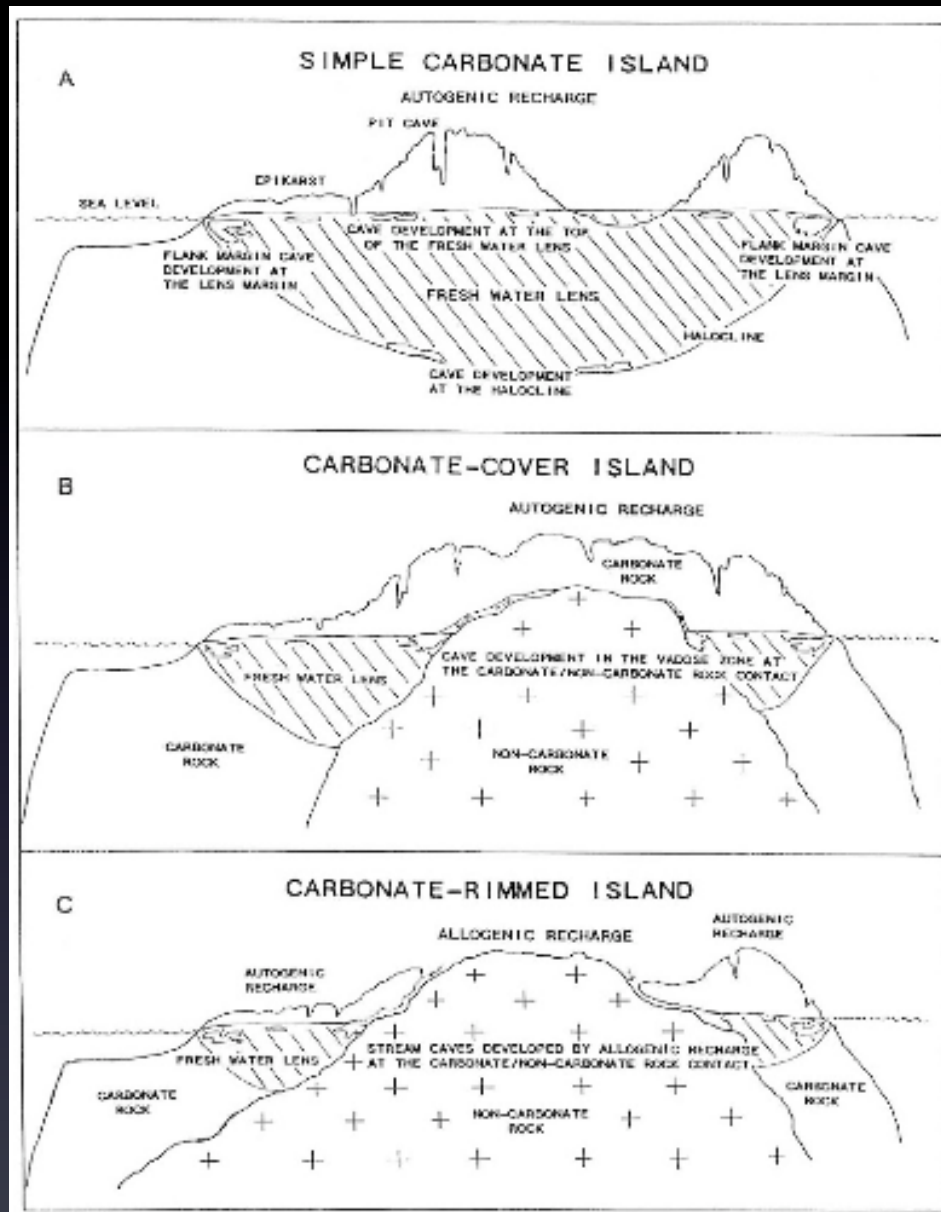 A
SIMPLE CARBONATE ISLAND
AUTOGENIC RECHARGE
PIT CAVE
EPIKARST
SEA LEVEL
CAVE DEVELOPMENT AT THE TOP
OF THE FRESH WATER LENS
FLANK MARGIN CAVE
DEVELOPMENT AT
THE LENS MARGIN
FLANK MARGIN CAVE
DEVELOPMENT AT
THE LENS MARGIN
FRESH WATER LENS
HALOCLINE
CAVE DEVELOPMENT
AT THE HALOCLINE
B
CARBONATE-COVER ISLAND
AUTOGENIC RECHARGE
CARBONATE
ROCK
FRESH WATER LENS
CAVE DEVELOPMENT IN THE VADOSE ZONE AT
THE CARBONATE/NON-CARBONATE ROCK CONTACT
CARBONATE
ROCK
NON-CARBONATE
ROCK
C
CARBONATE-RIMMED ISLAND
ALLOGENIC RECHARGE
AUTOGENIC
RECHARGE
AUTOGENIC
RECHARGE
FRESH WATER LENS
STREAM CAVES DEVELOPED BY ALLOGENIC RECHARGE
AT THE CARBONATE/NON-CARBONATE ROCK CONTACT
CARBONATE
ROCK
NON-CARBONATE
ROCK
CARBONATE
ROCK